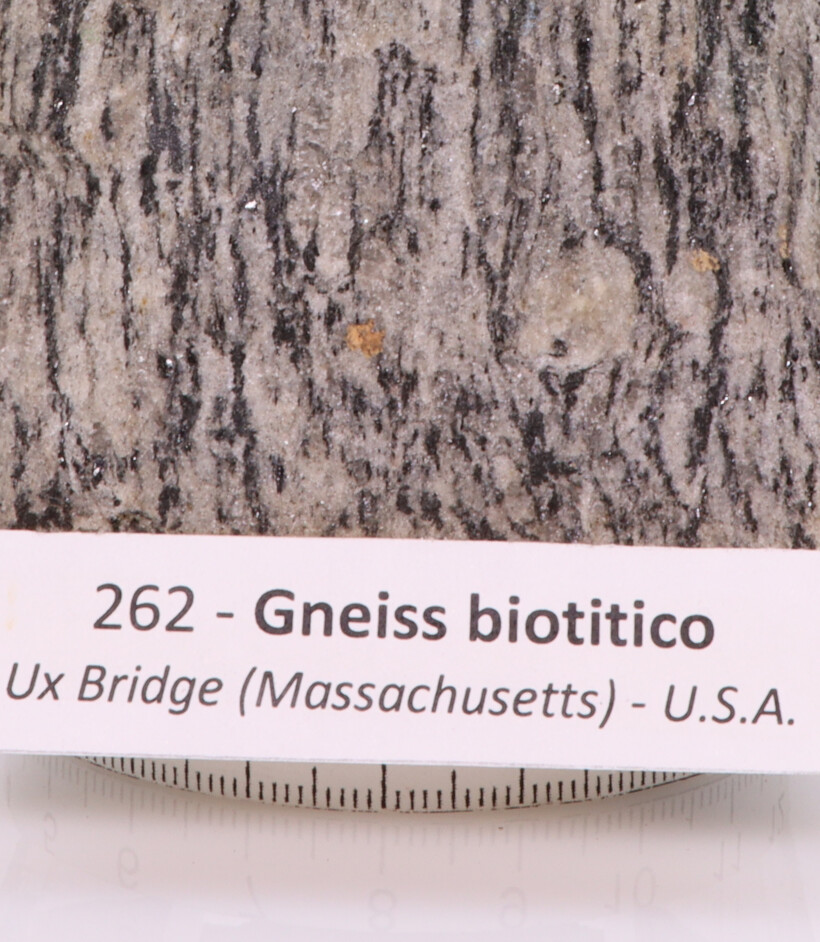 262 - Gneiss biotitico
Ux Bridge (Massachusetts) - U.S.A.